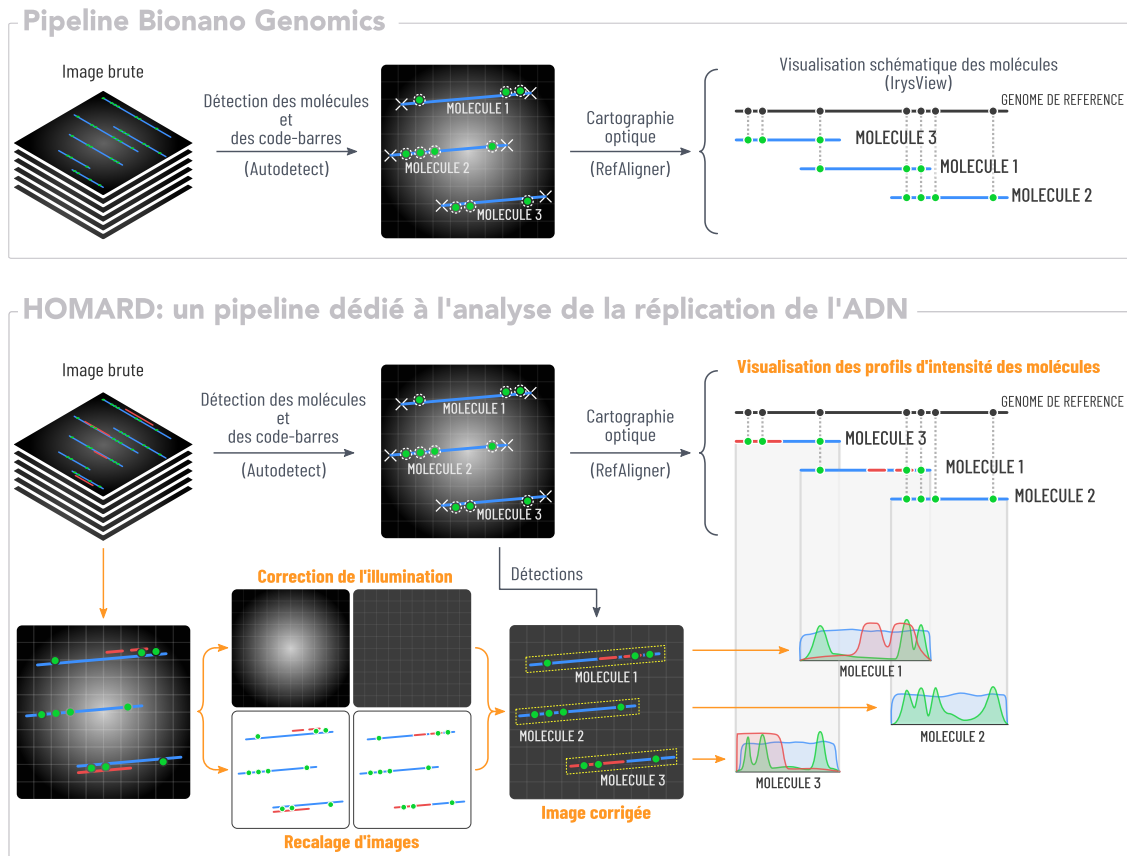 Pipeline Bionano Genomics
Image brute
Détection des molécules
et
des code-barres
(Autodetect)
MOLECULE 1
MOLECULE 2
MOLECULE 3
Cartographie
optique
(RefAligner)
Visualisation schématique des molécules
(IrysView)
GENOME DE REFERENCE
MOLECULE 3
MOLECULE 1
MOLECULE 2
HOMARD: un pipeline dédié à l'analyse de la réplication de l'ADN
Image brute
Détection des molécules
et
des code-barres
(Autodetect)
MOLECULE 1
MOLECULE 2
MOLECULE 3
Cartographie
optique
(RefAligner)
Visualisation des profils d'intensité des molécules
GENOME DE REFERENCE
MOLECULE 3
MOLECULE 1
MOLECULE 2
Correction de l'illumination
Détections
Recalage d'images
MOLECULE 1
MOLECULE 2
MOLECULE 3
Image corrigée
MOLECULE 1
MOLECULE 2
MOLECULE 3